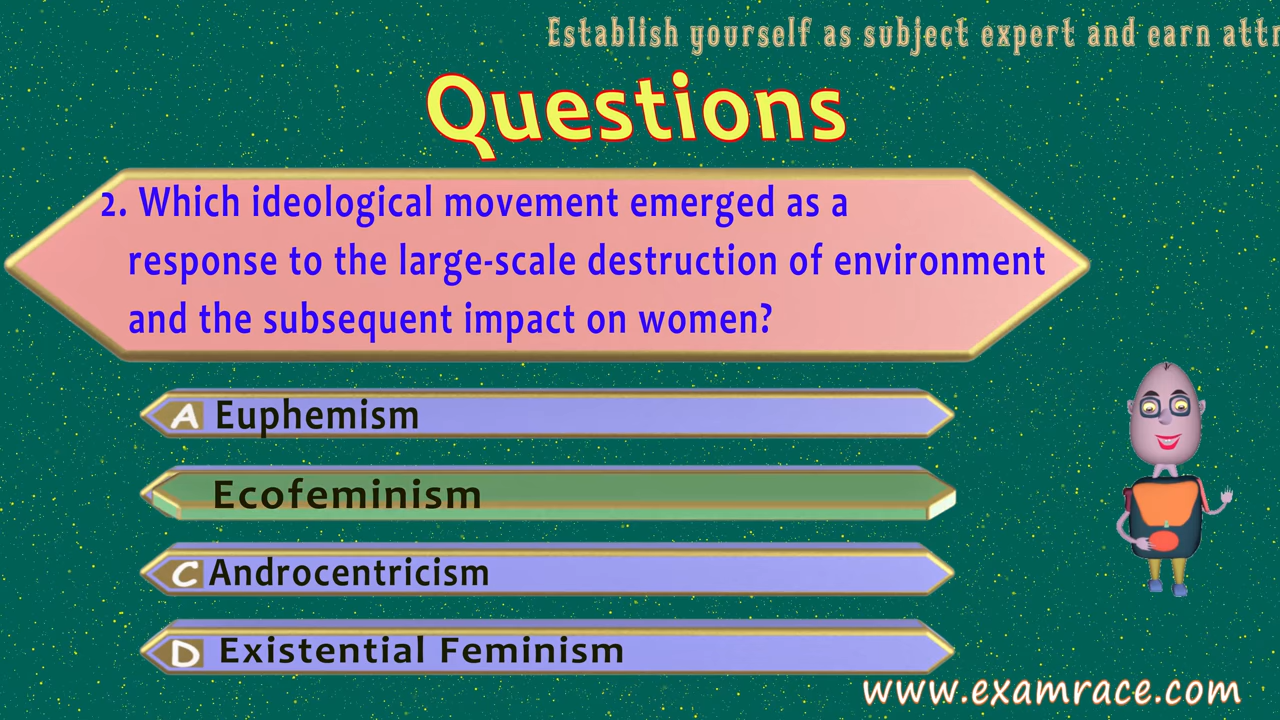 Establish yourself as subject expert and earn
Questions
2. Which ideological movement emerged as a
response to the large-scale destruction of environment
and the subsequent impact on women?
A Euphemism
Ecofeminism
C Androcentricism
D Existential Feminism
www.examrace.com